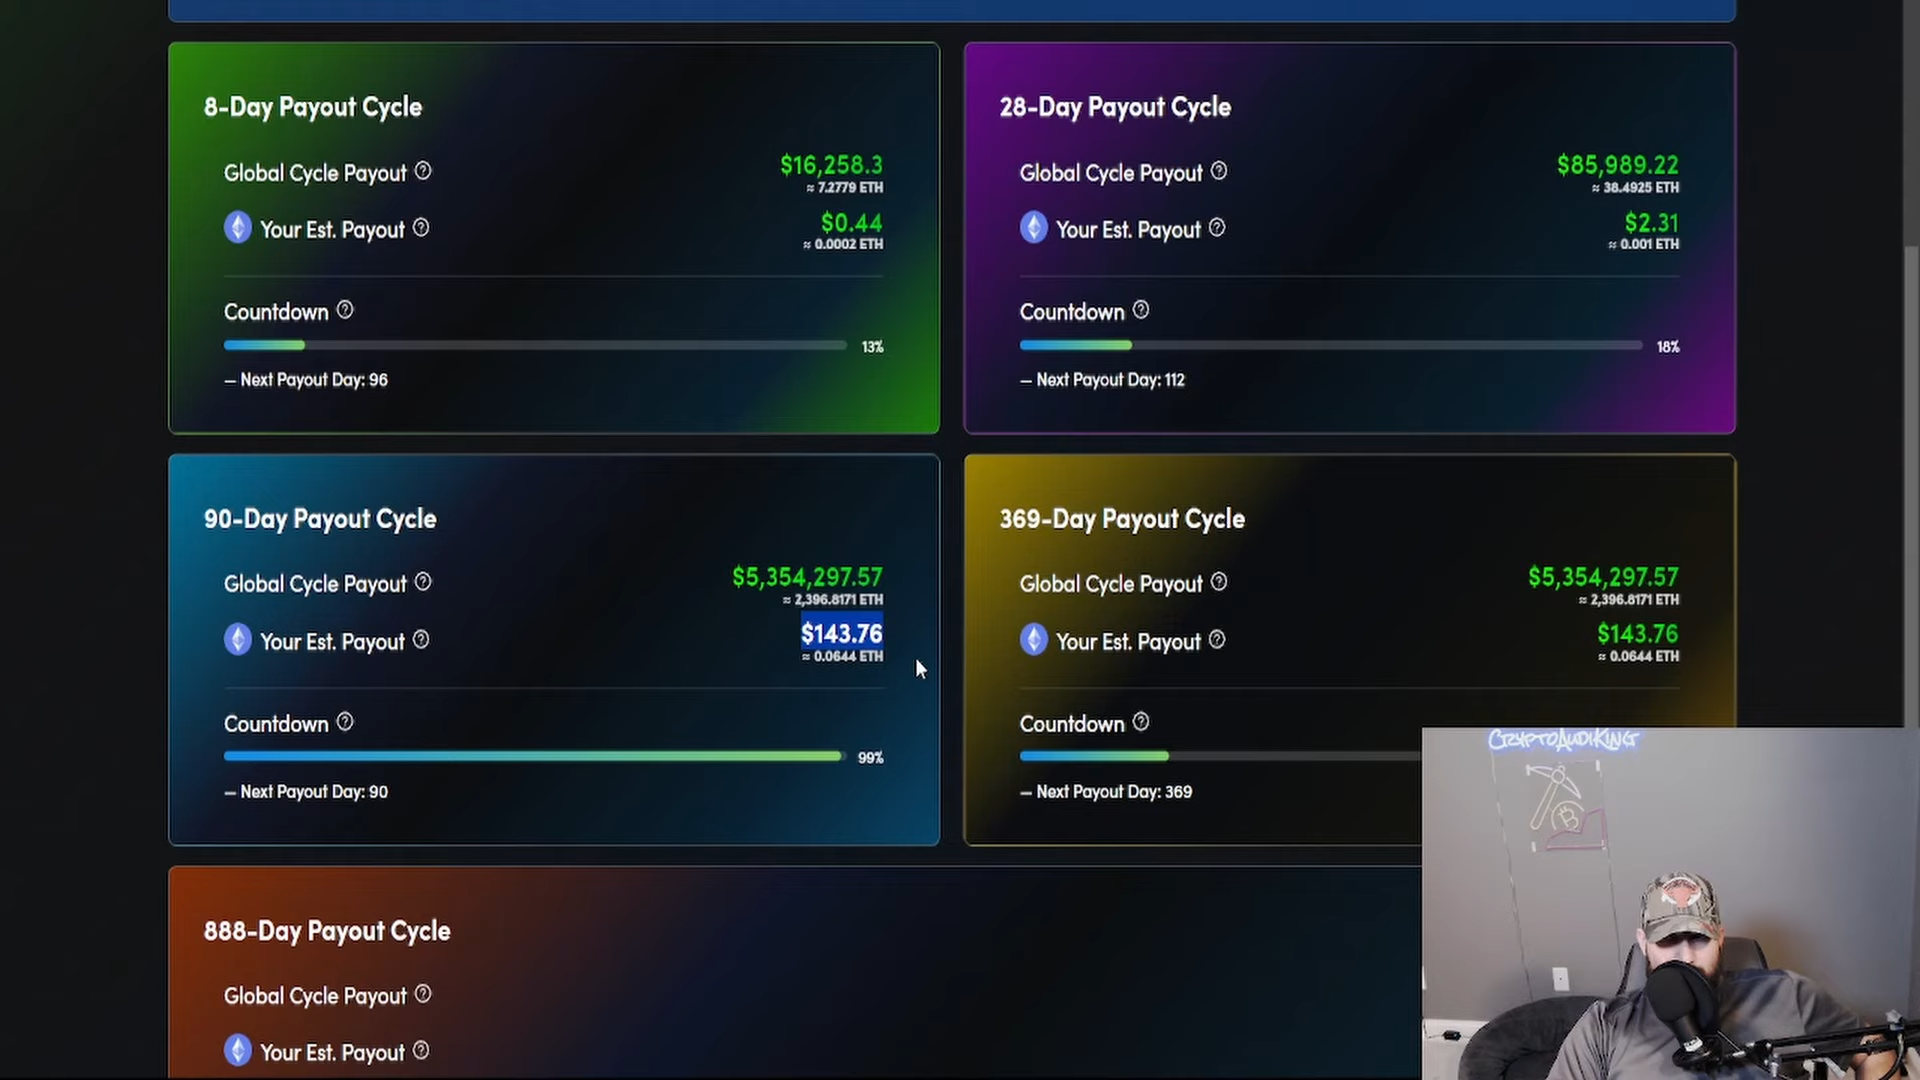 8-Day Payout Cycle
Global Cycle Payout
$16,258.3
≈ 7.2779 ETH
Your Est. Payout
$0.44
≈ 0.0002 ETH
Countdown
13%
— Next Payout Day: 96
28-Day Payout Cycle
Global Cycle Payout
$85,989.22
≈ 38.4925 ETH
Your Est. Payout
$2.31
≈ 0.001 ETH
Countdown
18%
— Next Payout Day: 112
90-Day Payout Cycle
Global Cycle Payout
$5,354,297.57
≈ 2,396.8171 ETH
Your Est. Payout
$143.76
≈ 0.0644 ETH
Countdown
99%
— Next Payout Day: 90
369-Day Payout Cycle
Global Cycle Payout
$5,354,297.57
≈ 2,396.8171 ETH
Your Est. Payout
$143.76
≈ 0.0644 ETH
Countdown
— Next Payout Day: 369
888-Day Payout Cycle
Global Cycle Payout
Your Est. Payout
CRYPTOAUDIKING